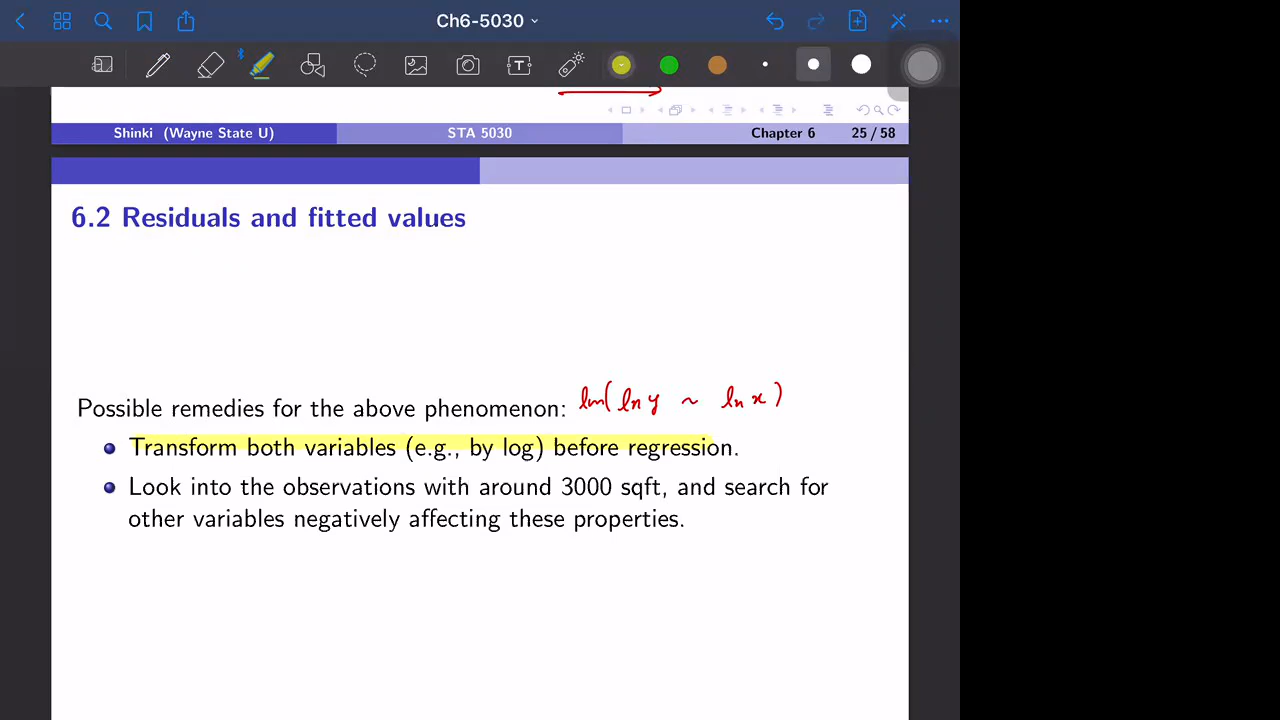 Ch6-5030
Shinki (Wayne State U) STA 5030 Chapter 6 25 / 58
6.2 Residuals and fitted values
Possible remedies for the above phenomenon: lm(ln y ~ ln x)
Transform both variables (e.g., by log) before regression.
Look into the observations with around 3000 sqft, and search for
other variables negatively affecting these properties.